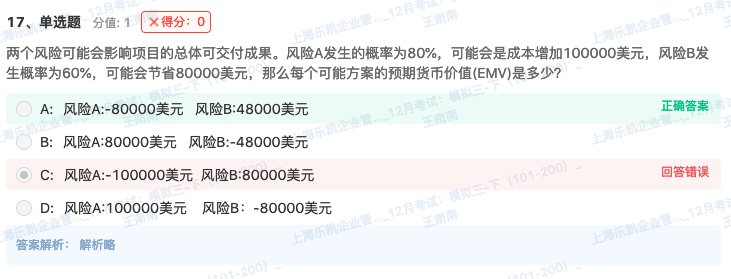 17、单选题 分值: 1 ×得分：0
两个风险可能会影响项目的总体可交付成果。风险A发生的概率为80%，可能会是成本增加100000美元，风险B发
生概率为60%，可能会节省80000美元，那么每个可能方案的预期货币价值(EMV)是多少?
A: 风险A:-80000美元 风险B:48000美元 正确答案
B: 风险A:80000美元 风险B:-48000美元
C: 风险A:-100000美元 风险B:80000美元 回答错误
D: 风险A:100000美元 风险B：-80000美元
答案解析： 解析略
上海乐凯企业管..._12月考试：模拟三-下（101-200）_
王南南